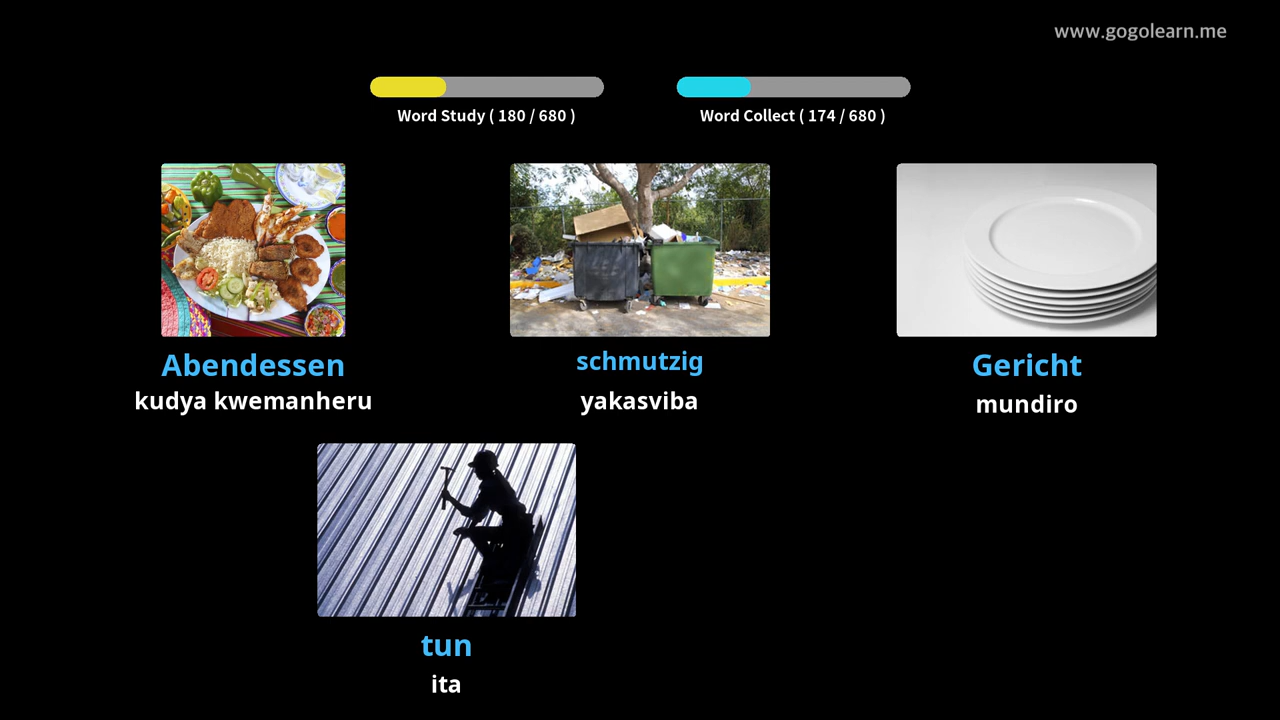 www.gogolearn.me
Word Study ( 180 / 680 )
Word Collect ( 174 / 680 )
Abendessen
kudya kwemanheru
schmutzig
yakasviba
Gericht
mundiro
tun
ita